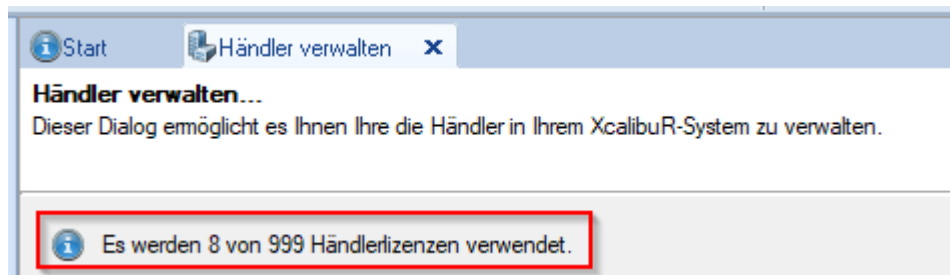 Start Händler verwalten
Händler verwalten...
Dieser Dialog ermöglicht es Ihnen Ihre die Händler in Ihrem XcalibuR-System zu verwalten.
Es werden 8 von 999 Händlerlizenzen verwendet.